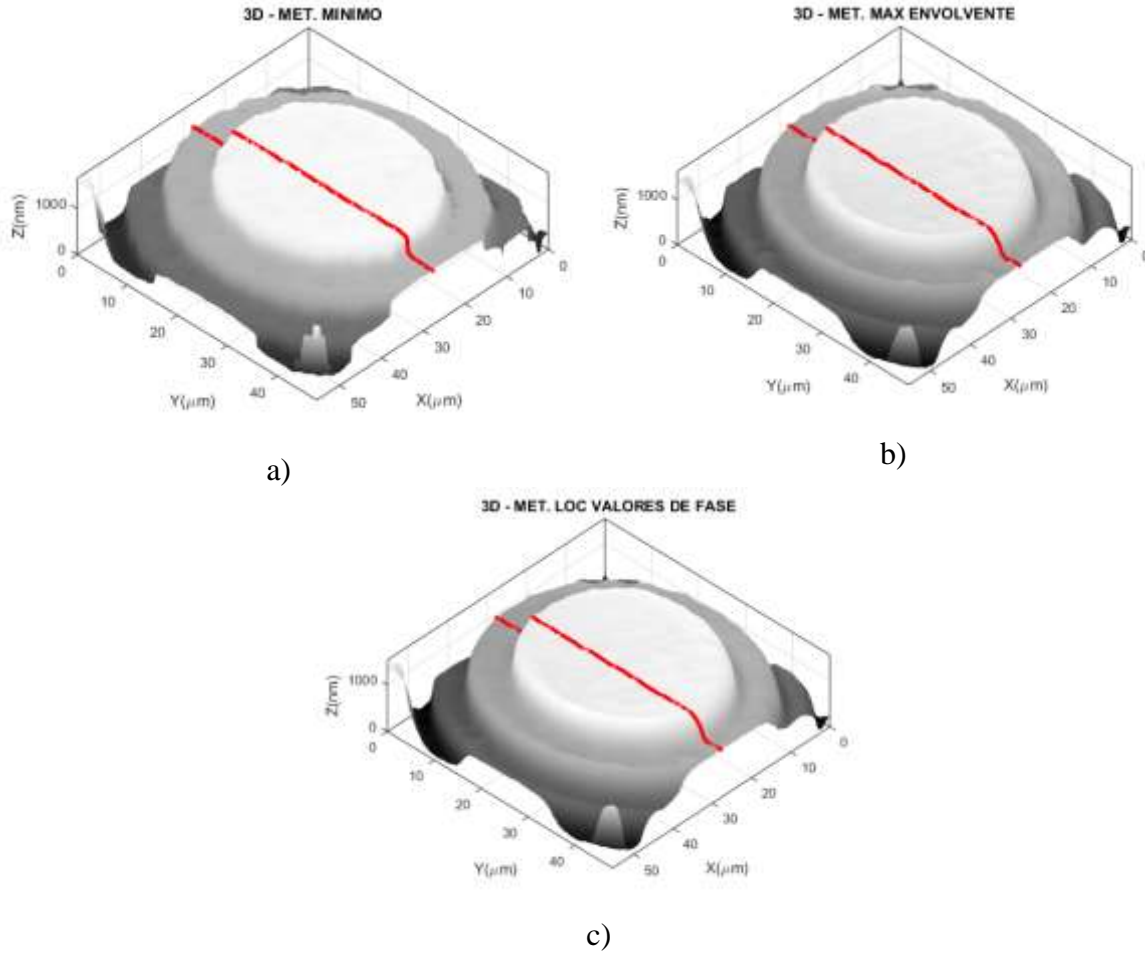 3D - MET. MINIMO
Z(nm)
1000
0
0
10
20
30
40
Y(μm)
50
40
30
20
10
0
X(μm)
a)
3D - MET. MAX ENVOLVENTE
Z(nm)
1000
0
0
10
20
30
40
Y(μm)
50
40
30
20
10
0
X(μm)
b)
3D - MET. LOC VALORES DE FASE
Z(nm)
1000
0
0
10
20
30
40
Y(μm)
50
40
30
20
10
0
X(μm)
c)